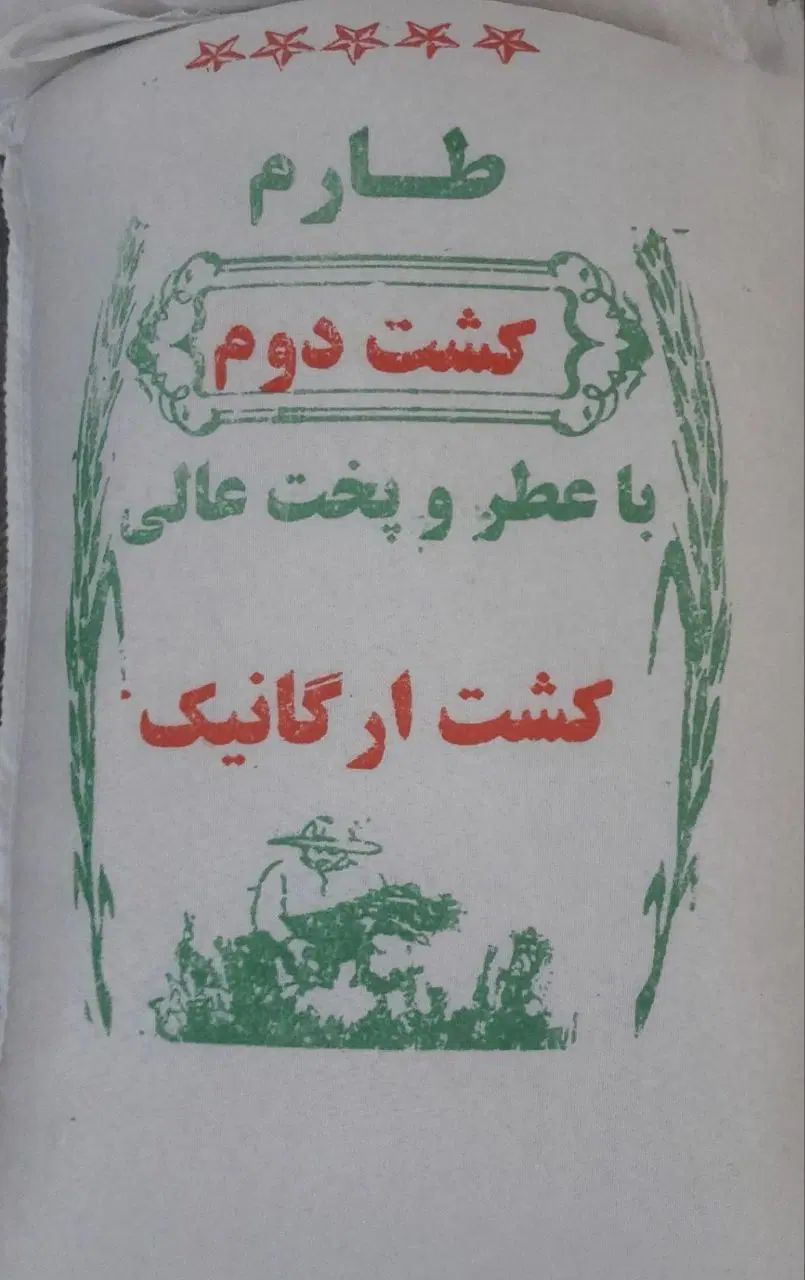 طارم
کشت دوم
با عطر و پخت عالی
کشت ارگانیک